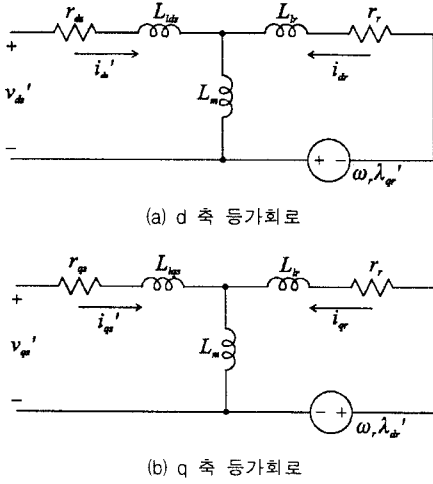 r_ds L_lds L_lr r_r
+
i_ds' i_dr
v_ds' L_m
− + −
ω_r λ_qr'
(a) d 축 등가회로
r_qs L_lqs L_lr r_r
+
i_qs' i_qr
v_qs' L_m
− − +
ω_r λ_dr'
(b) q 축 등가회로